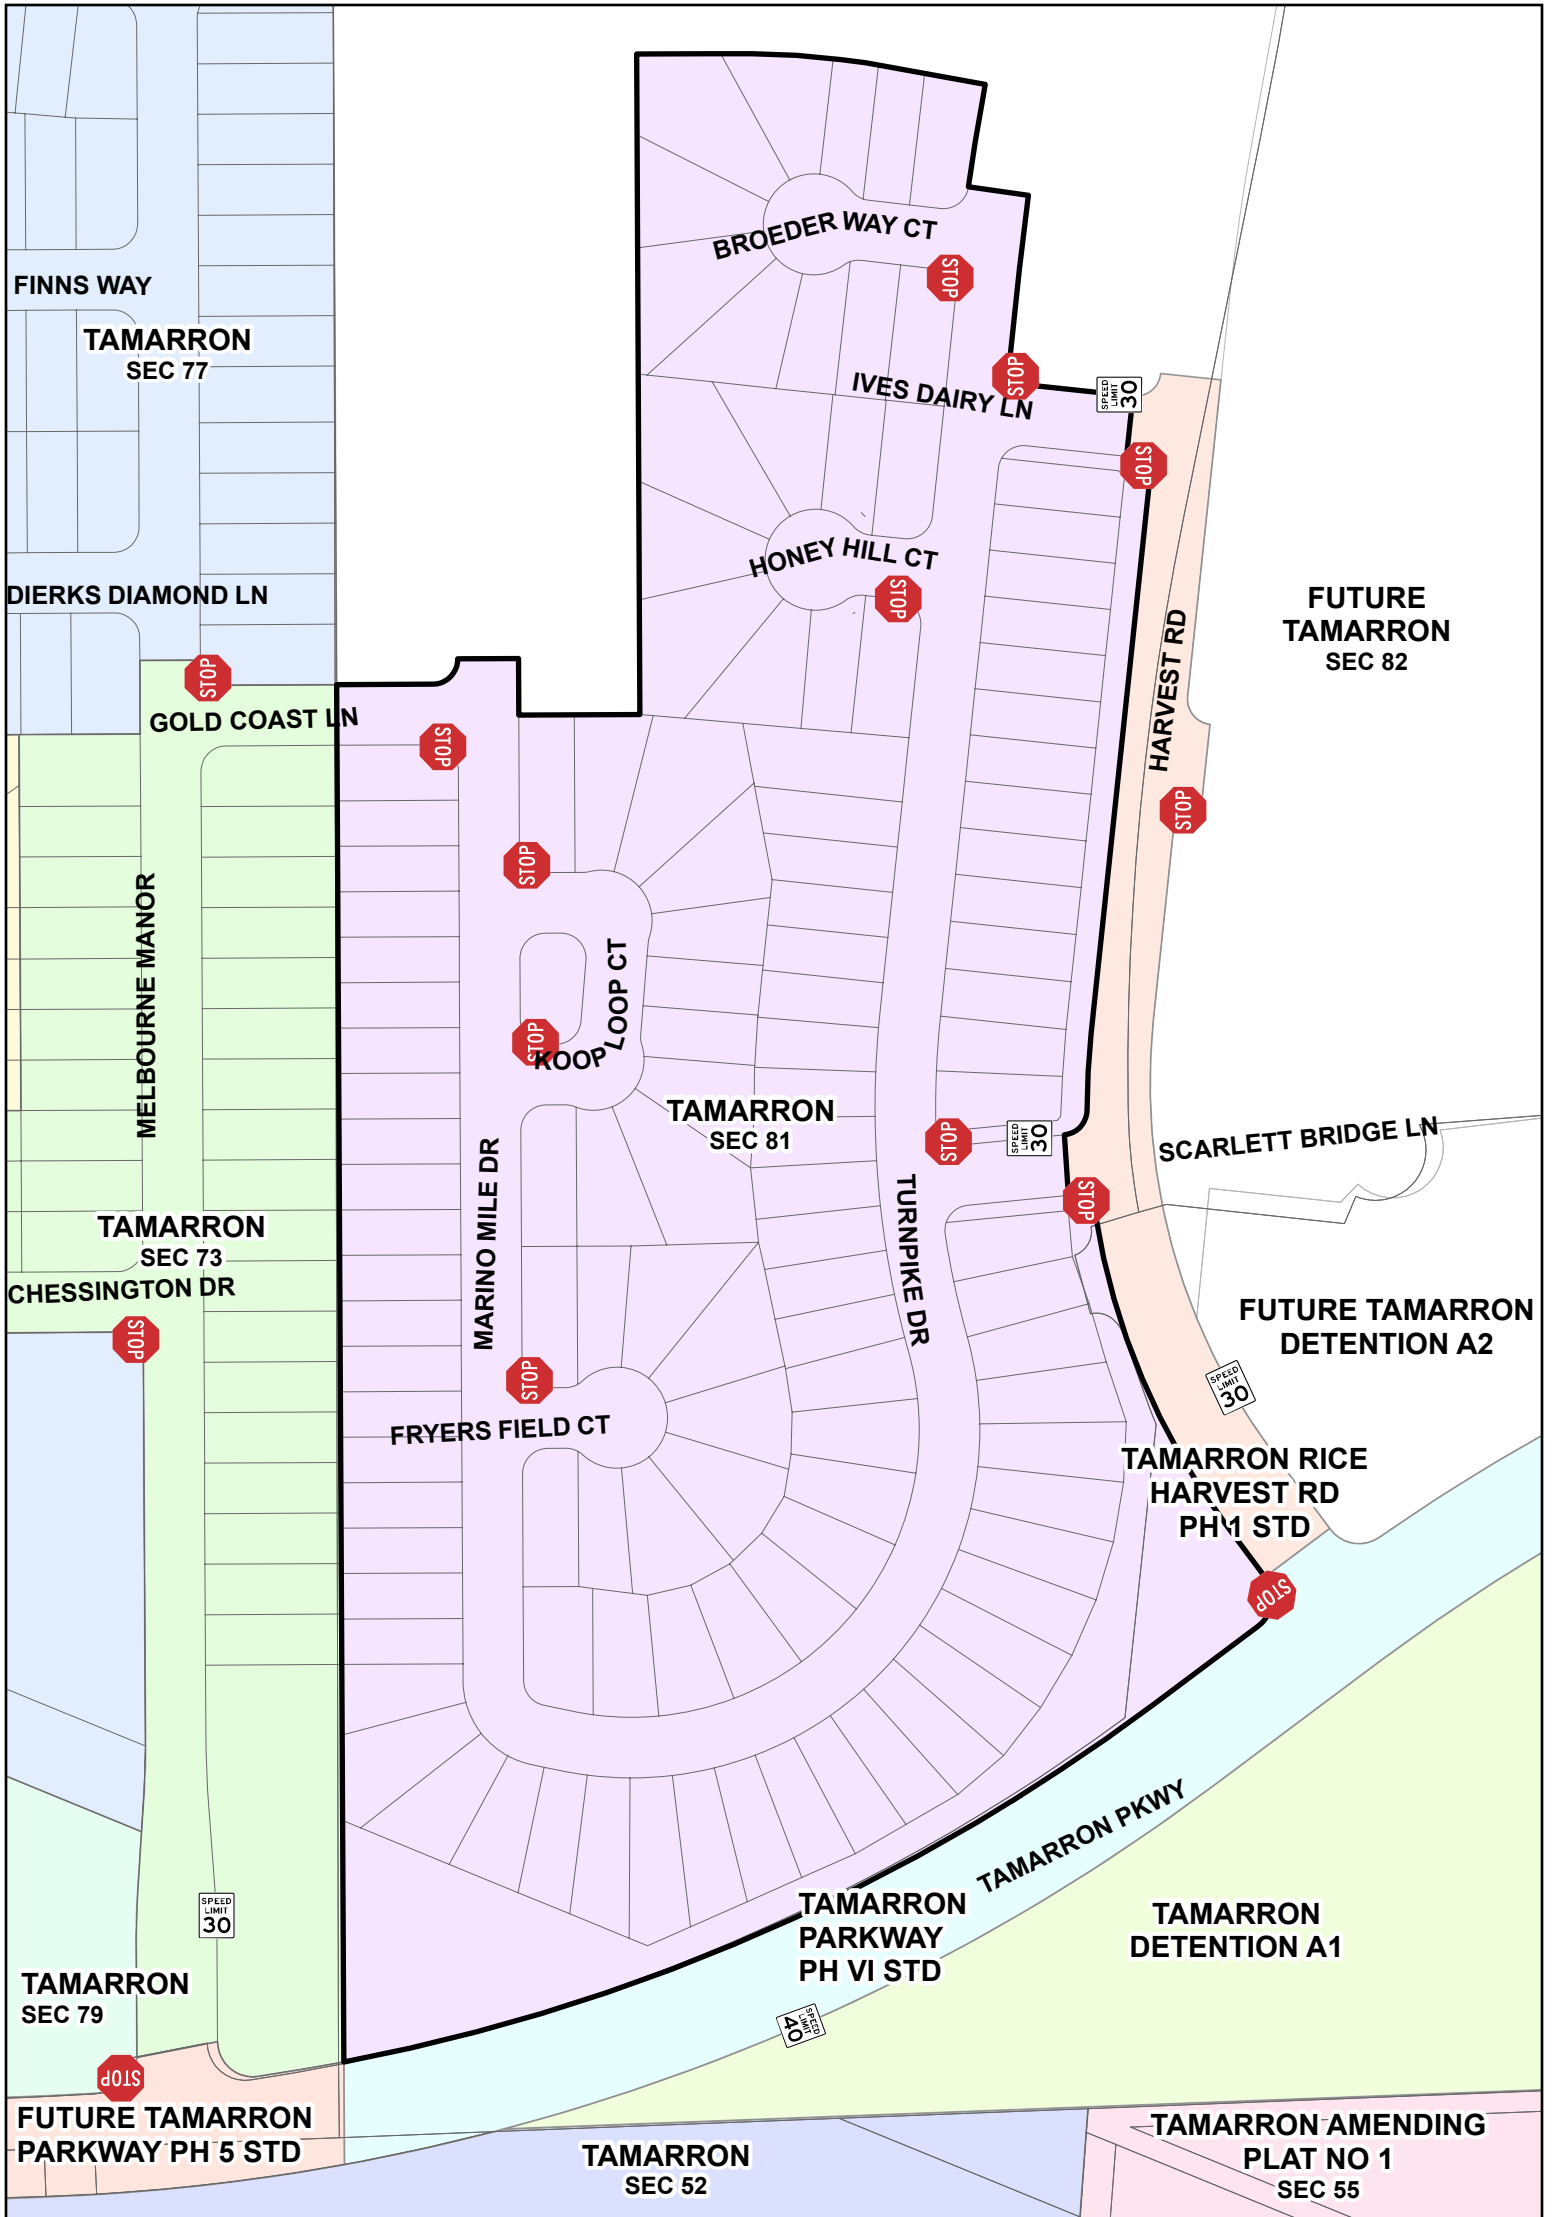 BROEDER WAY CT
STOP
FINNS WAY
TAMARRON
SEC 77
STOP
IVES DAIRY LN
SPEED
LIMIT
30
STOP
HONEY HILL CT
STOP
DIERKS DIAMOND LN
FUTURE
TAMARRON
SEC 82
HARVEST RD
STOP
GOLD COAST LN
STOP
STOP
STOP
MELBOURNE MANOR
KOOP LOOP CT
STOP
TAMARRON
SEC 81
STOP
SPEED
LIMIT
30
SCARLETT BRIDGE LN
MARINO MILE DR
TURNPIKE DR
STOP
TAMARRON
SEC 73
CHESSINGTON DR
STOP
FUTURE TAMARRON
DETENTION A2
STOP
SPEED
LIMIT
30
FRYERS FIELD CT
TAMARRON RICE
HARVEST RD
PH 1 STD
STOP
TAMARRON PKWY
SPEED
LIMIT
30
TAMARRON
PARKWAY
PH VI STD
TAMARRON
DETENTION A1
TAMARRON
SEC 79
SPEED
LIMIT
40
STOP
FUTURE TAMARRON
PARKWAY PH 5 STD
TAMARRON
SEC 52
TAMARRON AMENDING
PLAT NO 1
SEC 55